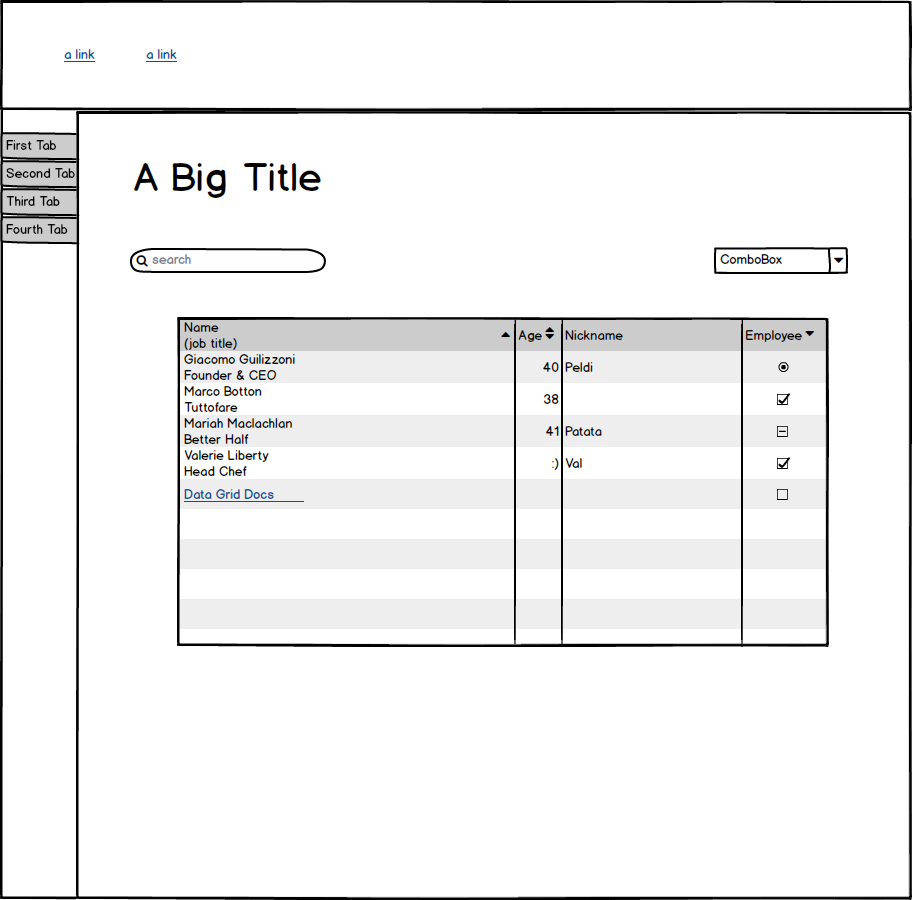 a link a link
First Tab
Second Tab
Third Tab
Fourth Tab
A Big Title
search
ComboBox
Name
(job title)
Age
Nickname
Employee
Giacomo Guilizzoni
Founder & CEO
40
Peldi
Marco Botton
Tuttofare
38
Mariah Maclachlan
Better Half
41
Patata
Valerie Liberty
Head Chef
:)
Val
Data Grid Docs